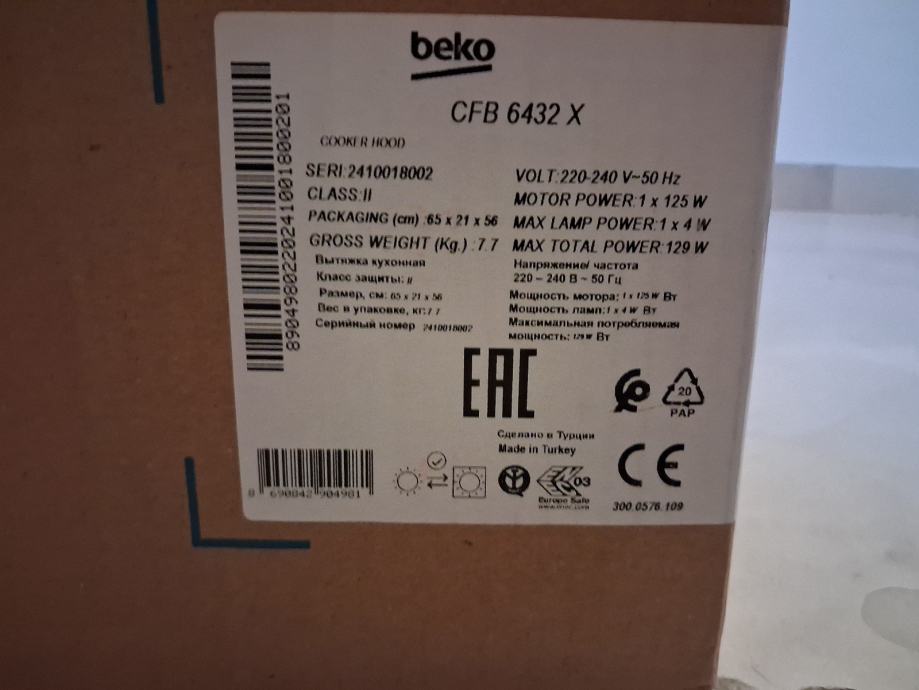 beko
CFB 6432 X
COOKER HOOD
SERI:2410018002
CLASS:II
PACKAGING (cm) :65 x 21 x 56
GROSS WEIGHT (Kg.) :7.7
VOLT:220-240 V~50 Hz
MOTOR POWER:1 x 125 W
MAX LAMP POWER:1 x 4 W
MAX TOTAL POWER:129 W
Вытяжка кухонная
Класс защиты: II
Размер, см: 65 x 21 x 56
Вес в упаковке, кг:7.7
Серийный номер 2410018002
Напряжение/ частота
220 – 240 В ~ 50 Гц
Мощность мотора: 1 x 125 W Вт
Мощность ламп:1 x 4 W Вт
Максимальная потребляемая
мощность: 129 W Вт
8904980220241001800201
EAC
20
PAP
Сделано в Турции
Made in Turkey
8 690842 904981
03
Europe Safe
CE
300.0576.109